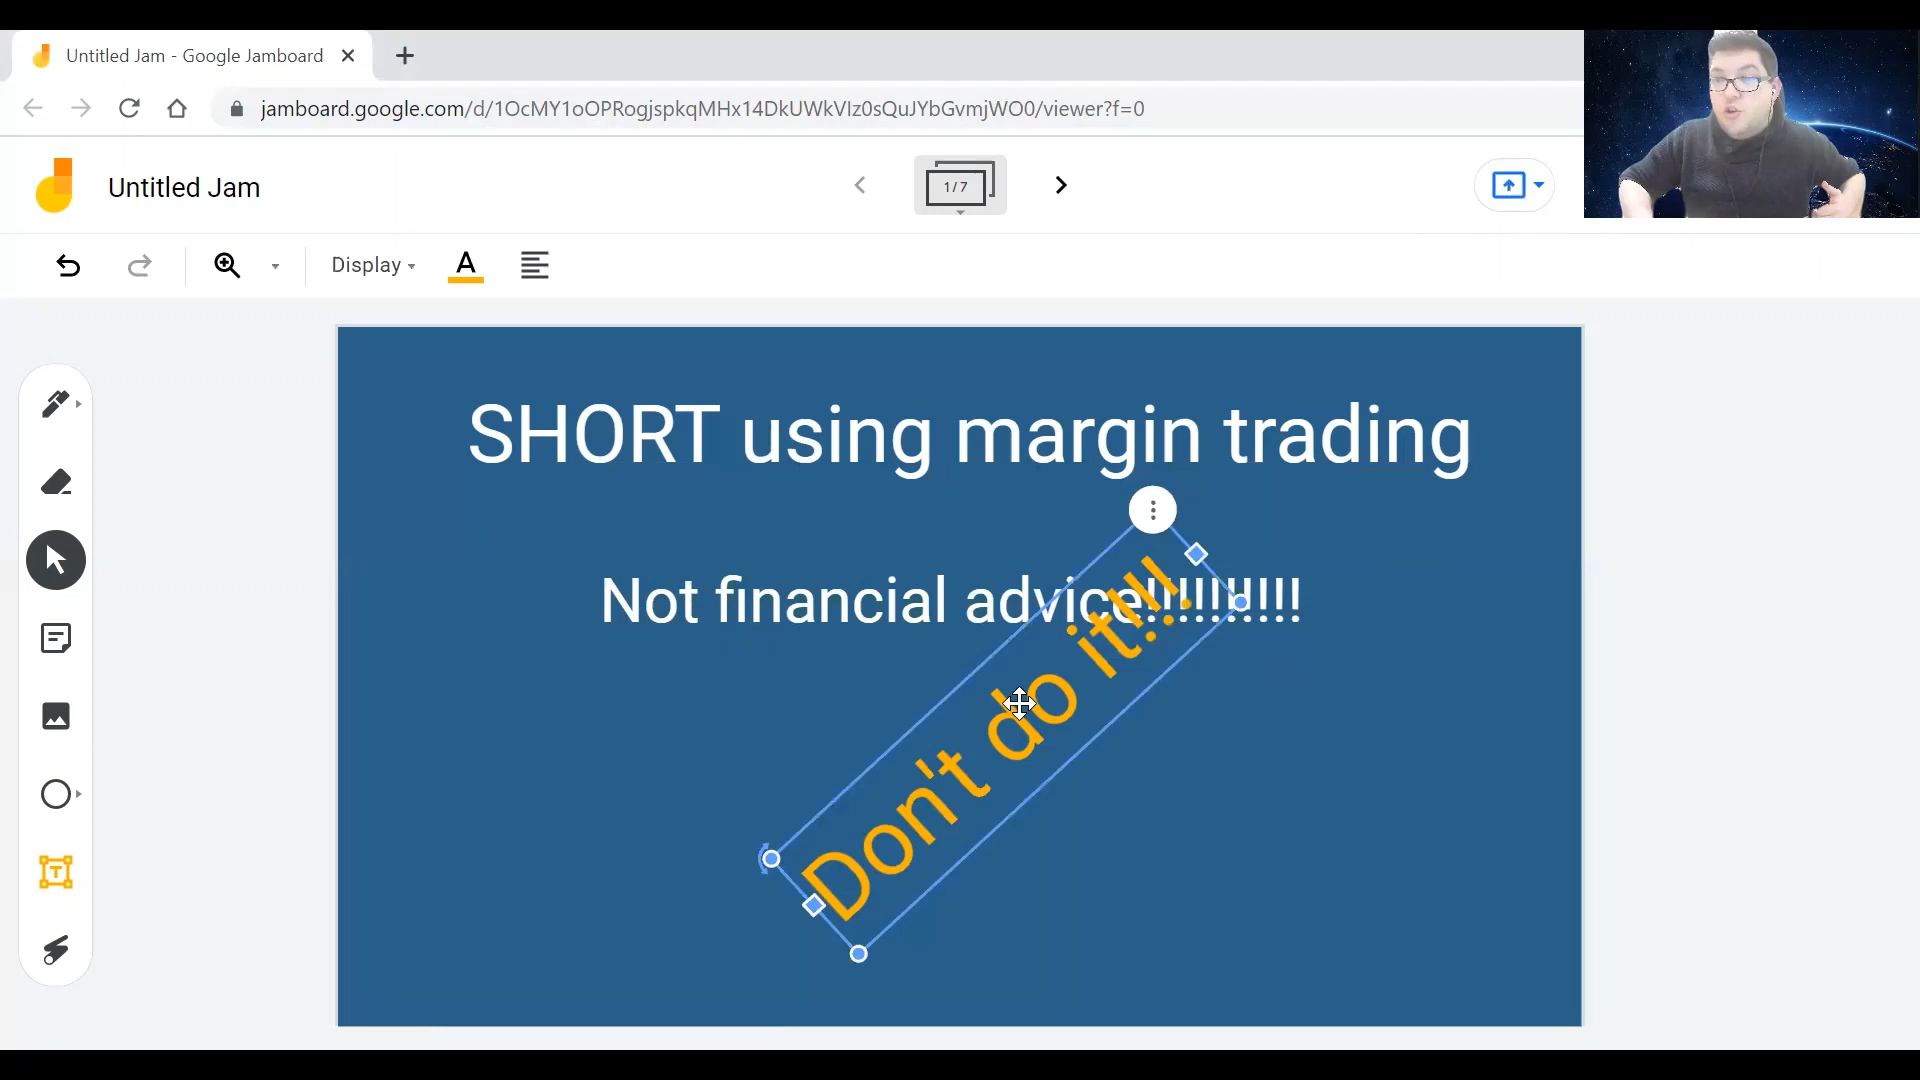 Untitled Jam - Google Jamboard
jamboard.google.com/d/1OcMY1oOPRogjspkqMHx14DkUWkVIz0sQuJYbGvmjWO0/viewer?f=0
Untitled Jam
1/7
Display
A
SHORT using margin trading
Not financial advice!!!!!!!!!!
Don't do it!!!!
T